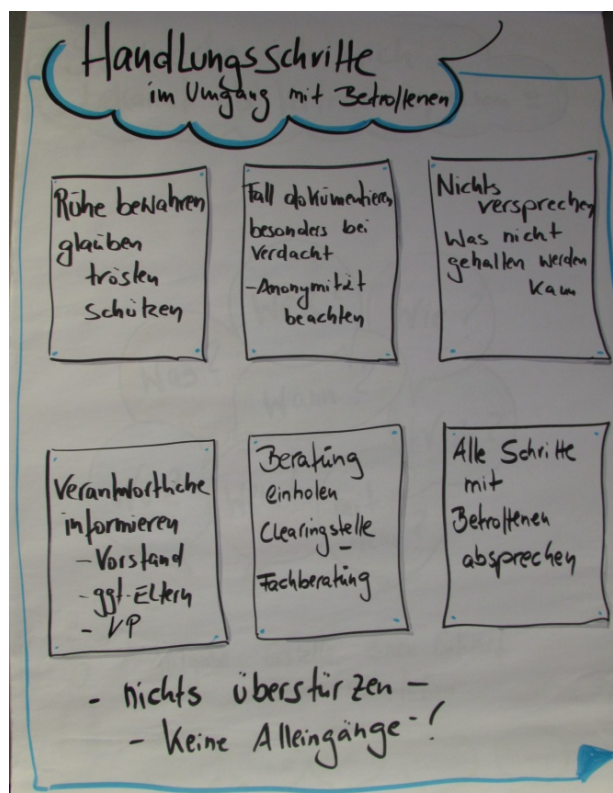 Handlungsschritte
im Umgang mit Betroffenen
Ruhe bewahren
glauben
trösten
schützen
Fall dokumentieren
besonders bei
Verdacht
- Anonymität
beachten
Nichts
versprechen
Was nicht
gehalten werden
kann
Verantwortliche
informieren
- Vorstand
- ggf. Eltern
- VP
Beratung
einholen
Clearingstelle
-
Fachberatung
Alle Schritte
mit
Betroffenen
absprechen
- nichts überstürzen -
- Keine Alleingänge - !